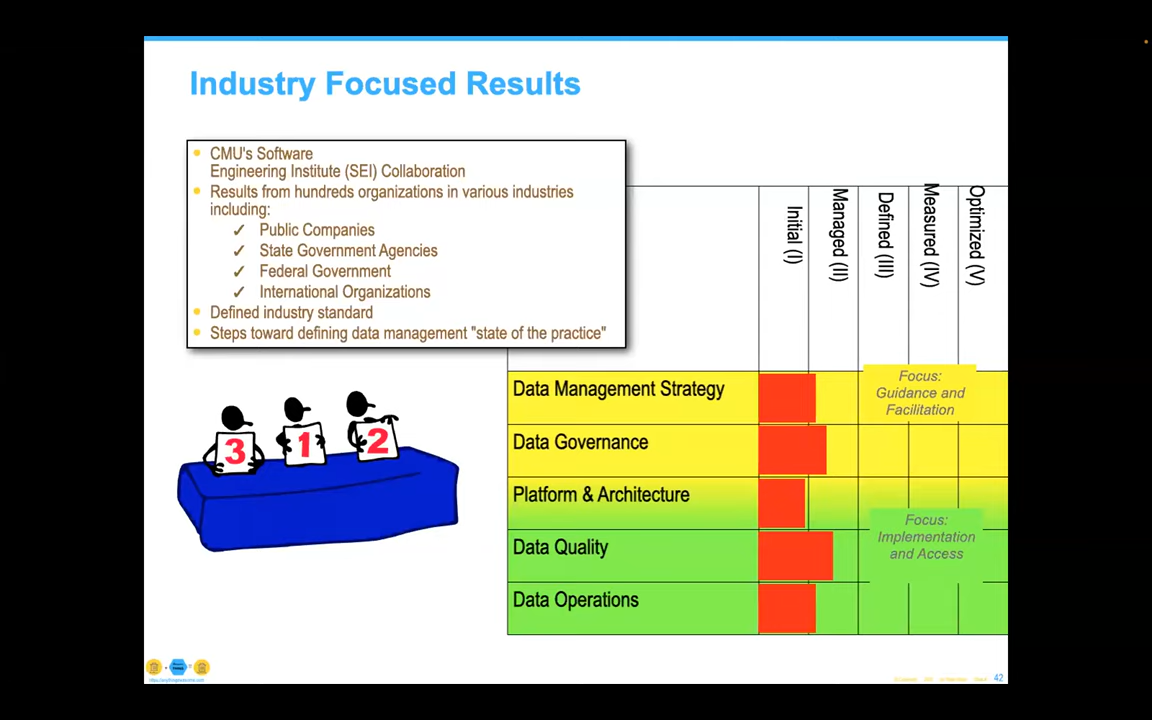 Industry Focused Results
CMU's Software
Engineering Institute (SEI) Collaboration
Results from hundreds organizations in various industries
including:
✓ Public Companies
✓ State Government Agencies
✓ Federal Government
✓ International Organizations
Defined industry standard
Steps toward defining data management "state of the practice"
Initial (I)
Managed (II)
Defined (III)
Measured (IV)
Optimized (V)
Data Management Strategy
Focus:
Guidance and
Facilitation
Data Governance
Platform & Architecture
Focus:
Implementation
and Access
Data Quality
Data Operations
3
1
2
42